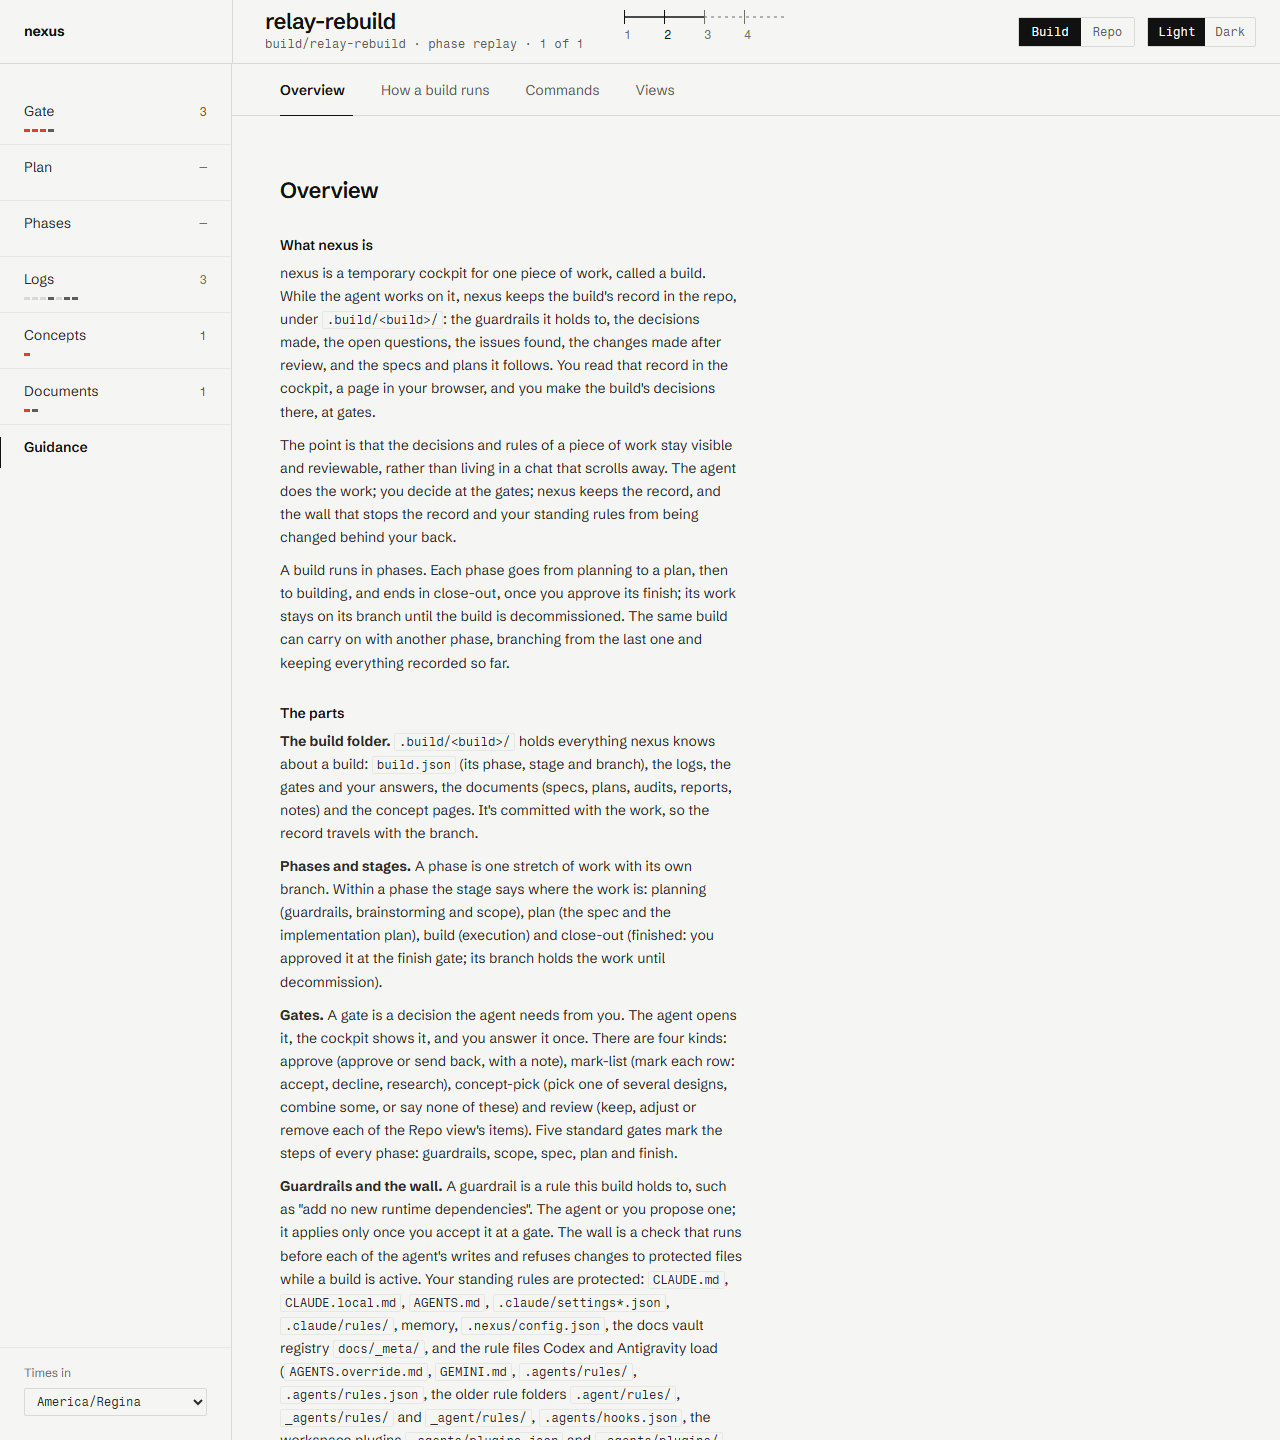 nexus
relay-rebuild
build/relay-rebuild · phase replay · 1 of 1
1 2 3 4
Build Repo
Light Dark
Gate 3
Plan –
Phases –
Logs 3
Concepts 1
Documents 1
Guidance
Times in
America/Regina
Overview How a build runs Commands Views
Overview
What nexus is
nexus is a temporary cockpit for one piece of work, called a build.
While the agent works on it, nexus keeps the build's record in the repo,
under .build/<build>/: the guardrails it holds to, the decisions
made, the open questions, the issues found, the changes made after
review, and the specs and plans it follows. You read that record in the
cockpit, a page in your browser, and you make the build's decisions
there, at gates.
The point is that the decisions and rules of a piece of work stay visible
and reviewable, rather than living in a chat that scrolls away. The agent
does the work; you decide at the gates; nexus keeps the record, and
the wall that stops the record and your standing rules from being
changed behind your back.
A build runs in phases. Each phase goes from planning to a plan, then
to building, and ends in close-out, once you approve its finish; its work
stays on its branch until the build is decommissioned. The same build
can carry on with another phase, branching from the last one and
keeping everything recorded so far.
The parts
The build folder. .build/<build>/ holds everything nexus knows
about a build: build.json (its phase, stage and branch), the logs, the
gates and your answers, the documents (specs, plans, audits, reports,
notes) and the concept pages. It's committed with the work, so the
record travels with the branch.
Phases and stages. A phase is one stretch of work with its own
branch. Within a phase the stage says where the work is: planning
(guardrails, brainstorming and scope), plan (the spec and the
implementation plan), build (execution) and close-out (finished: you
approved it at the finish gate; its branch holds the work until
decommission).
Gates. A gate is a decision the agent needs from you. The agent opens
it, the cockpit shows it, and you answer it once. There are four kinds:
approve (approve or send back, with a note), mark-list (mark each row:
accept, decline, research), concept-pick (pick one of several designs,
combine some, or say none of these) and review (keep, adjust or
remove each of the Repo view's items). Five standard gates mark the
steps of every phase: guardrails, scope, spec, plan and finish.
Guardrails and the wall. A guardrail is a rule this build holds to, such
as "add no new runtime dependencies". The agent or you propose one;
it applies only once you accept it at a gate. The wall is a check that runs
before each of the agent's writes and refuses changes to protected files
while a build is active. Your standing rules are protected: CLAUDE.md,
CLAUDE.local.md, AGENTS.md, .claude/settings*.json,
.claude/rules/, memory, .nexus/config.json, the docs vault
registry docs/_meta/, and the rule files Codex and Antigravity load
(AGENTS.override.md, GEMINI.md, .agents/rules/,
.agents/rules.json, the older rule folders .agent/rules/,
_agents/rules/ and _agent/rules/, .agents/hooks.json, the
workspace plugins .agents/plugins.json and .agents/plugins/